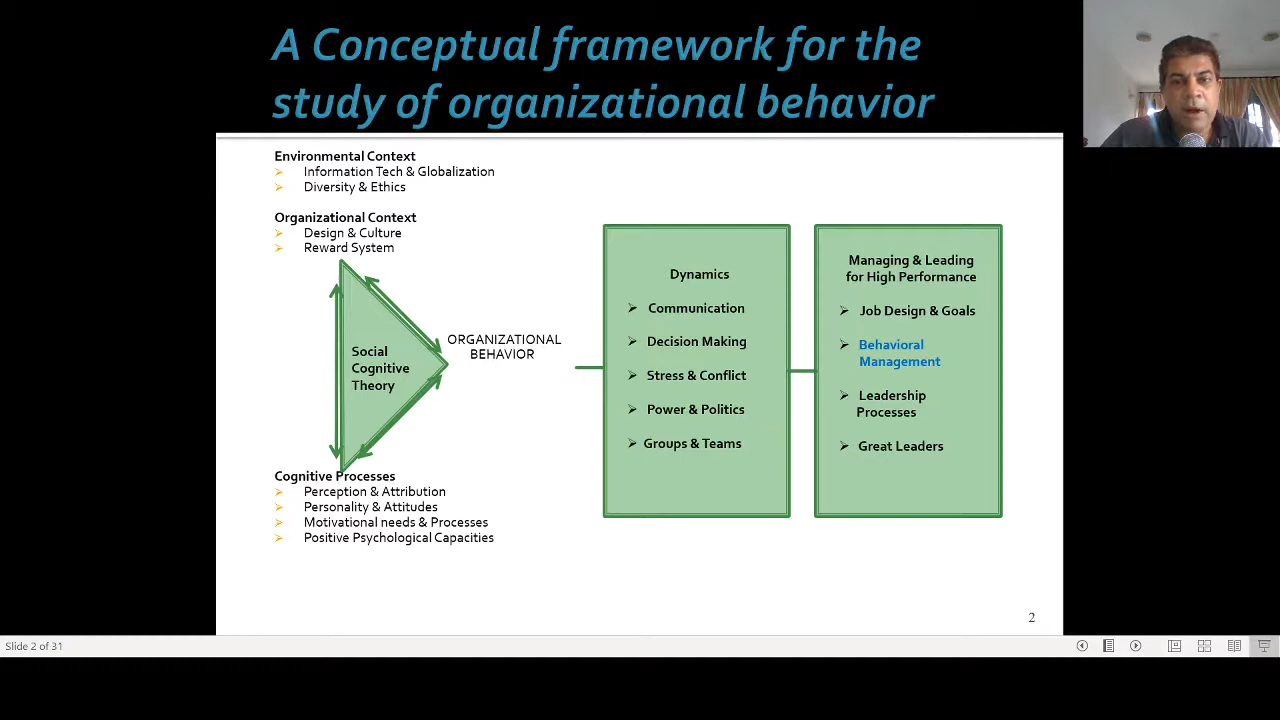 A Conceptual framework for the
study of organizational behavior
Environmental Context
Information Tech & Globalization
Diversity & Ethics
Organizational Context
Design & Culture
Reward System
Social
Cognitive
Theory
ORGANIZATIONAL
BEHAVIOR
Cognitive Processes
Perception & Attribution
Personality & Attitudes
Motivational needs & Processes
Positive Psychological Capacities
Dynamics
Communication
Decision Making
Stress & Conflict
Power & Politics
Groups & Teams
Managing & Leading
for High Performance
Job Design & Goals
Behavioral
Management
Leadership
Processes
Great Leaders
2
Slide 2 of 31